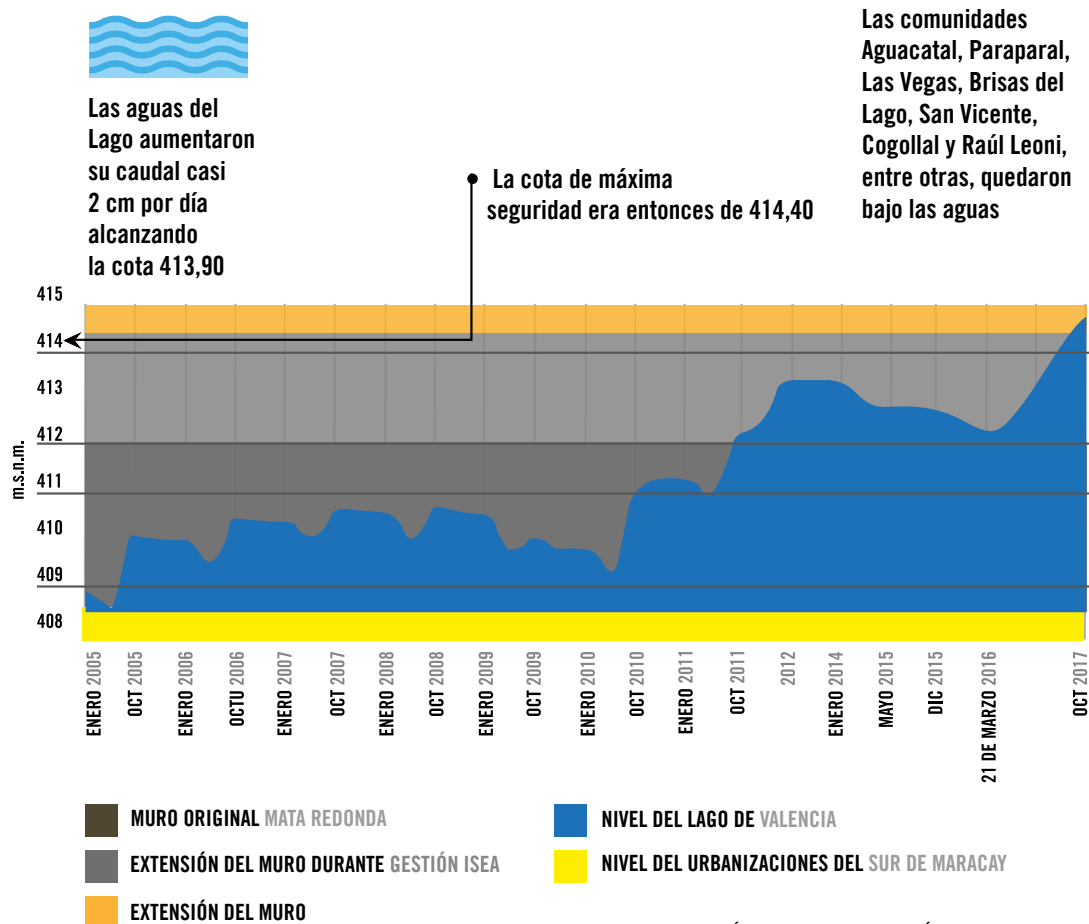 Las aguas del
Lago aumentaron
su caudal casi
2 cm por día
alcanzando
la cota 413,90
La cota de máxima
seguridad era entonces de 414,40
Las comunidades
Aguacatal, Paraparal,
Las Vegas, Brisas del
Lago, San Vicente,
Cogollal y Raúl Leoni,
entre otras, quedaron
bajo las aguas
415
414
413
412
411
410
409
408
m.s.n.m.
ENERO 2005
OCT 2005
ENERO 2006
OCTU 2006
ENERO 2007
OCT 2007
ENERO 2008
OCT 2008
ENERO 2009
OCT 2009
ENERO 2010
OCT 2010
ENERO 2011
OCT 2011
2012
ENERO 2014
MAYO 2015
DIC 2015
21 DE MARZO 2016
OCT 2017
MURO ORIGINAL MATA REDONDA
EXTENSIÓN DEL MURO DURANTE GESTIÓN ISEA
EXTENSIÓN DEL MURO
NIVEL DEL LAGO DE VALENCIA
NIVEL DEL URBANIZACIONES DEL SUR DE MARACAY